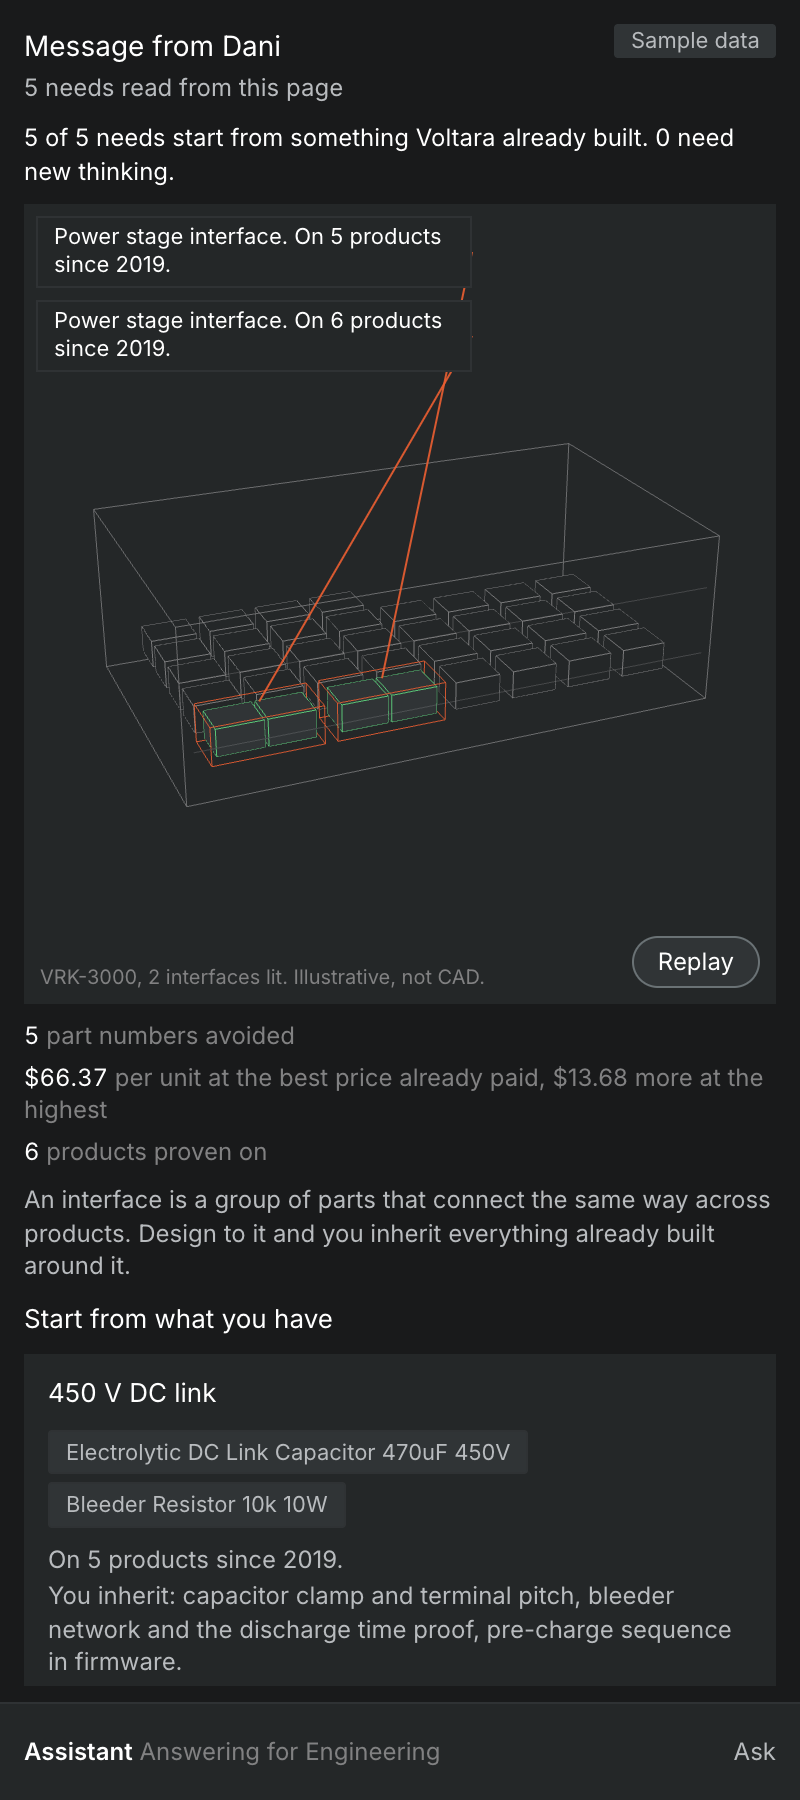 Message from Dani
Sample data
5 needs read from this page
5 of 5 needs start from something Voltara already built. 0 need
new thinking.
Power stage interface. On 5 products
since 2019.
Power stage interface. On 6 products
since 2019.
VRK-3000, 2 interfaces lit. Illustrative, not CAD.
Replay
5 part numbers avoided
$66.37 per unit at the best price already paid, $13.68 more at the
highest
6 products proven on
An interface is a group of parts that connect the same way across
products. Design to it and you inherit everything already built
around it.
Start from what you have
450 V DC link
Electrolytic DC Link Capacitor 470uF 450V
Bleeder Resistor 10k 10W
On 5 products since 2019.
You inherit: capacitor clamp and terminal pitch, bleeder
network and the discharge time proof, pre-charge sequence
in firmware.
Assistant Answering for Engineering
Ask